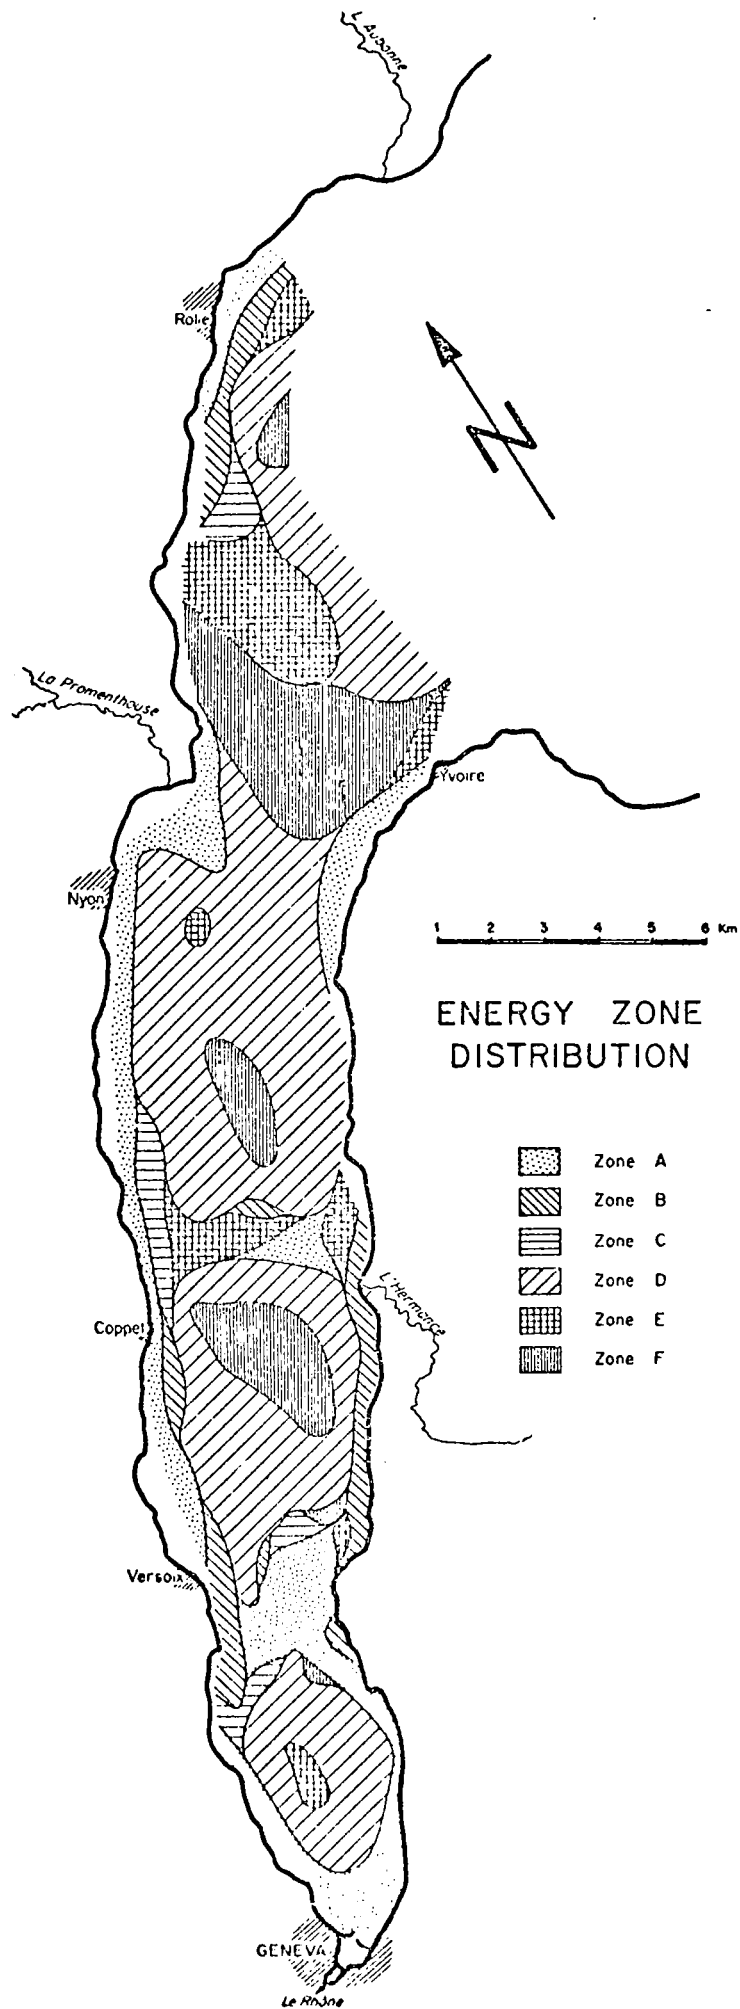 L'Aubonne
Rolle
N
La Promenthouse
Yvoire
Nyon
1 2 3 4 5 6 Km
ENERGY ZONE
DISTRIBUTION
Zone A
Zone B
Zone C
Zone D
Zone E
Zone F
L'Hermance
Coppet
Versoix
GENEVA
Le Rhône